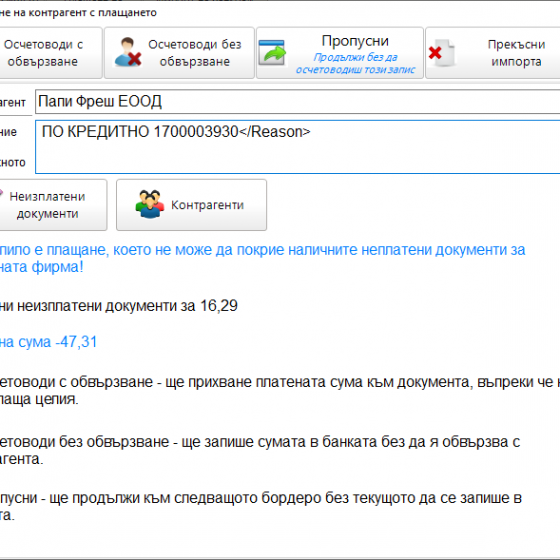 не на контрагент с плащането
Осчетоводи с обвързване
Осчетоводи без обвързване
Пропусни
Продължи без да осчетоводиш този запис
Прекъсни импорта
Папи Фреш ЕООД
ПО КРЕДИТНО 1700003930</Reason>
Неизплатени документи
Контрагенти
пило е плащане, което не може да покрие наличните неплатени документи за
ната фирма!
ни неизплатени документи за 16,29
на сума -47,31
етоводи с обвързване - ще прихване платената сума към документа, въпреки че
лаща целия.
етоводи без обвързване - ще запише сумата в банката без да я обвързва с
агента.
пусни - ще продължи към следващото бордеро без текущото да се запише в
та.